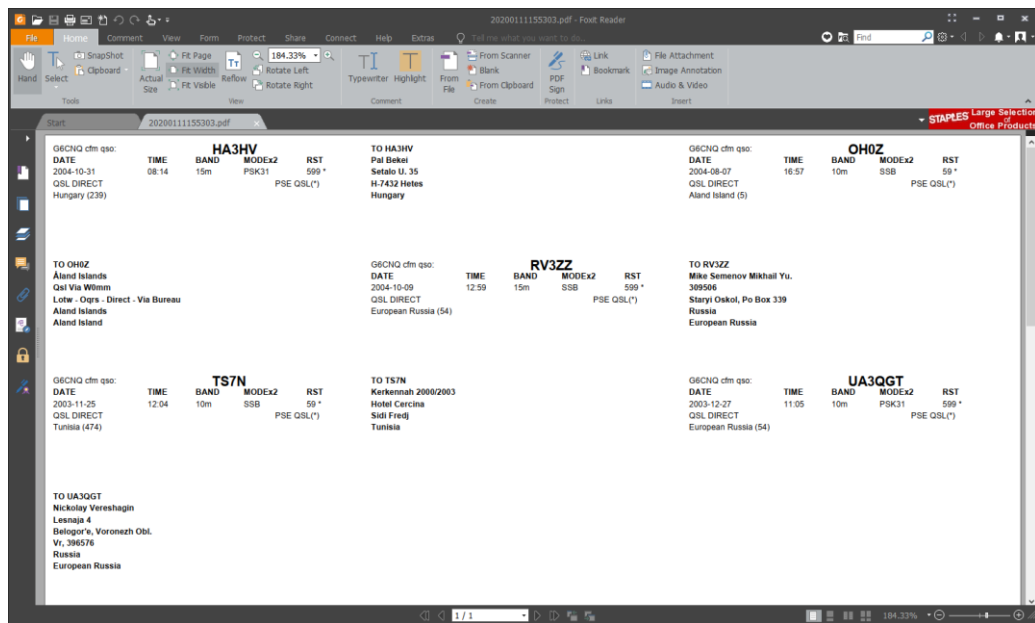 20200111155303.pdf - Foxit Reader
File Home Comment View Form Protect Share Connect Help Extras Tell me what you want to do.. Find
Hand
Select
SnapShot
Clipboard
Actual Size
Fit Page
Fit Width
Fit Visible
Reflow
184.33%
Rotate Left
Rotate Right
Typewriter Highlight
From File
From Scanner
Blank
From Clipboard
PDF Sign
Link
Bookmark
File Attachment
Image Annotation
Audio & Video
Tools View Comment Create Protect Links Insert
Start 20200111155303.pdf
STAPLES Large Selection of Office Products
G6CNQ cfm qso: HA3HV
DATE TIME BAND MODEx2 RST
2004-10-31 08:14 15m PSK31 599 *
QSL DIRECT PSE QSL(*)
Hungary (239)
TO HA3HV
Pal Bekei
Setalo U. 35
H-7432 Hetes
Hungary
G6CNQ cfm qso: OH0Z
DATE TIME BAND MODEx2 RST
2004-08-07 16:57 10m SSB 59 *
QSL DIRECT PSE QSL(*)
Aland Island (5)
TO OH0Z
Åland Islands
Qsl Via W0mm
Lotw - Oqrs - Direct - Via Bureau
Aland Islands
Aland Island
G6CNQ cfm qso: RV3ZZ
DATE TIME BAND MODEx2 RST
2004-10-09 12:59 15m SSB 599 *
QSL DIRECT PSE QSL(*)
European Russia (54)
TO RV3ZZ
Mike Semenov Mikhail Yu.
309506
Staryi Oskol, Po Box 339
Russia
European Russia
G6CNQ cfm qso: TS7N
DATE TIME BAND MODEx2 RST
2003-11-25 12:04 10m SSB 59 *
QSL DIRECT PSE QSL(*)
Tunisia (474)
TO TS7N
Kerkennah 2000/2003
Hotel Cercina
Sidi Fredj
Tunisia
G6CNQ cfm qso: UA3QGT
DATE TIME BAND MODEx2 RST
2003-12-27 11:05 10m PSK31 599 *
QSL DIRECT PSE QSL(*)
European Russia (54)
TO UA3QGT
Nickolay Vereshagin
Lesnaja 4
Belogor'e, Voronezh Obl.
Vr, 396576
Russia
European Russia
1 / 1
184.33%